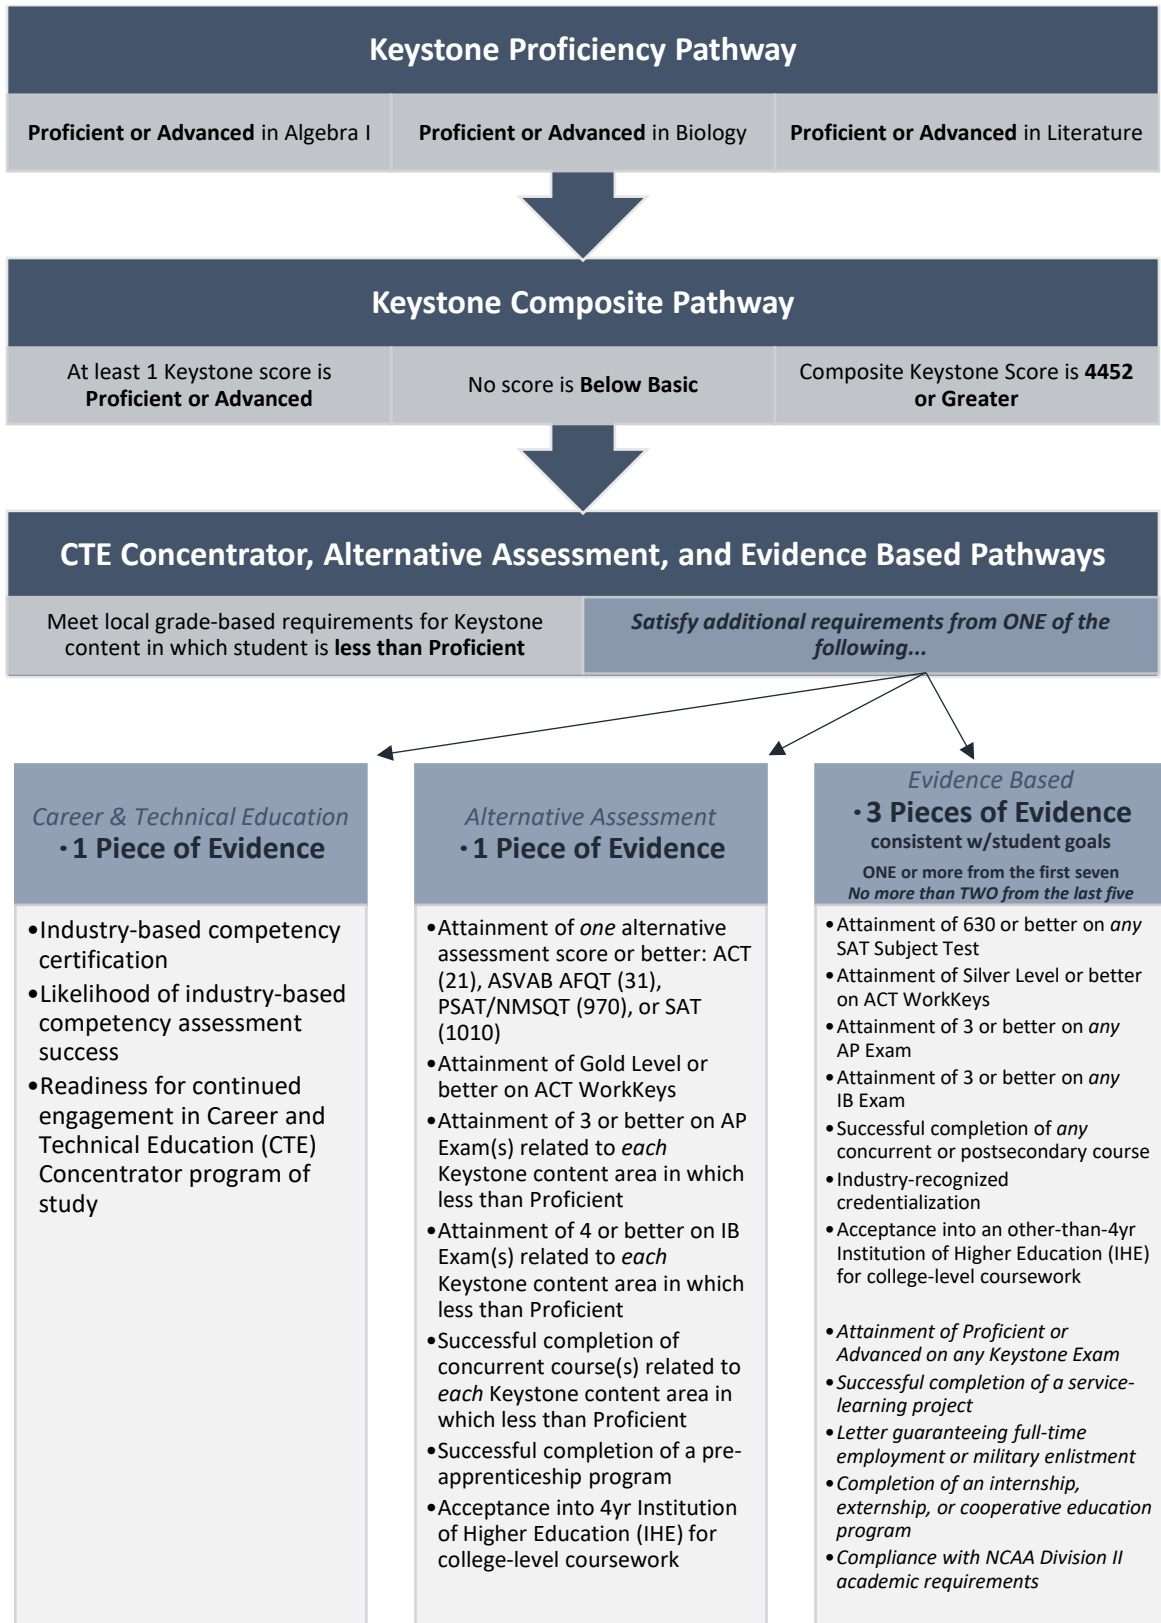 Keystone Proficiency Pathway
Proficient or Advanced in Algebra I
Proficient or Advanced in Biology
Proficient or Advanced in Literature
Keystone Composite Pathway
At least 1 Keystone score is
Proficient or Advanced
No score is Below Basic
Composite Keystone Score is 4452
or Greater
CTE Concentrator, Alternative Assessment, and Evidence Based Pathways
Meet local grade-based requirements for Keystone
content in which student is less than Proficient
Satisfy additional requirements from ONE of the
following...
Career & Technical Education
· 1 Piece of Evidence
•Industry-based competency
certification
•Likelihood of industry-based
competency assessment
success
•Readiness for continued
engagement in Career and
Technical Education (CTE)
Concentrator program of
study
Alternative Assessment
· 1 Piece of Evidence
•Attainment of one alternative
assessment score or better: ACT
(21), ASVAB AFQT (31),
PSAT/NMSQT (970), or SAT
(1010)
•Attainment of Gold Level or
better on ACT WorkKeys
•Attainment of 3 or better on AP
Exam(s) related to each
Keystone content area in which
less than Proficient
•Attainment of 4 or better on IB
Exam(s) related to each
Keystone content area in which
less than Proficient
•Successful completion of
concurrent course(s) related to
each Keystone content area in
which less than Proficient
•Successful completion of a pre-
apprenticeship program
•Acceptance into 4yr Institution
of Higher Education (IHE) for
college-level coursework
Evidence Based
· 3 Pieces of Evidence
consistent w/student goals
ONE or more from the first seven
No more than TWO from the last five
•Attainment of 630 or better on any
SAT Subject Test
•Attainment of Silver Level or better
on ACT WorKeys
•Attainment of 3 or better on any
AP Exam
•Attainment of 3 or better on any
IB Exam
•Successful completion of any
concurrent or postsecondary course
•Industry-recognized
credentialization
•Acceptance into an other-than-4yr
Institution of Higher Education (IHE)
for college-level coursework
•Attainment of Proficient or
Advanced on any Keystone Exam
•Successful completion of a service-
learning project
•Letter guaranteeing full-time
employment or military enlistment
•Completion of an internship,
externship, or cooperative education
program
•Compliance with NCAA Division II
academic requirements